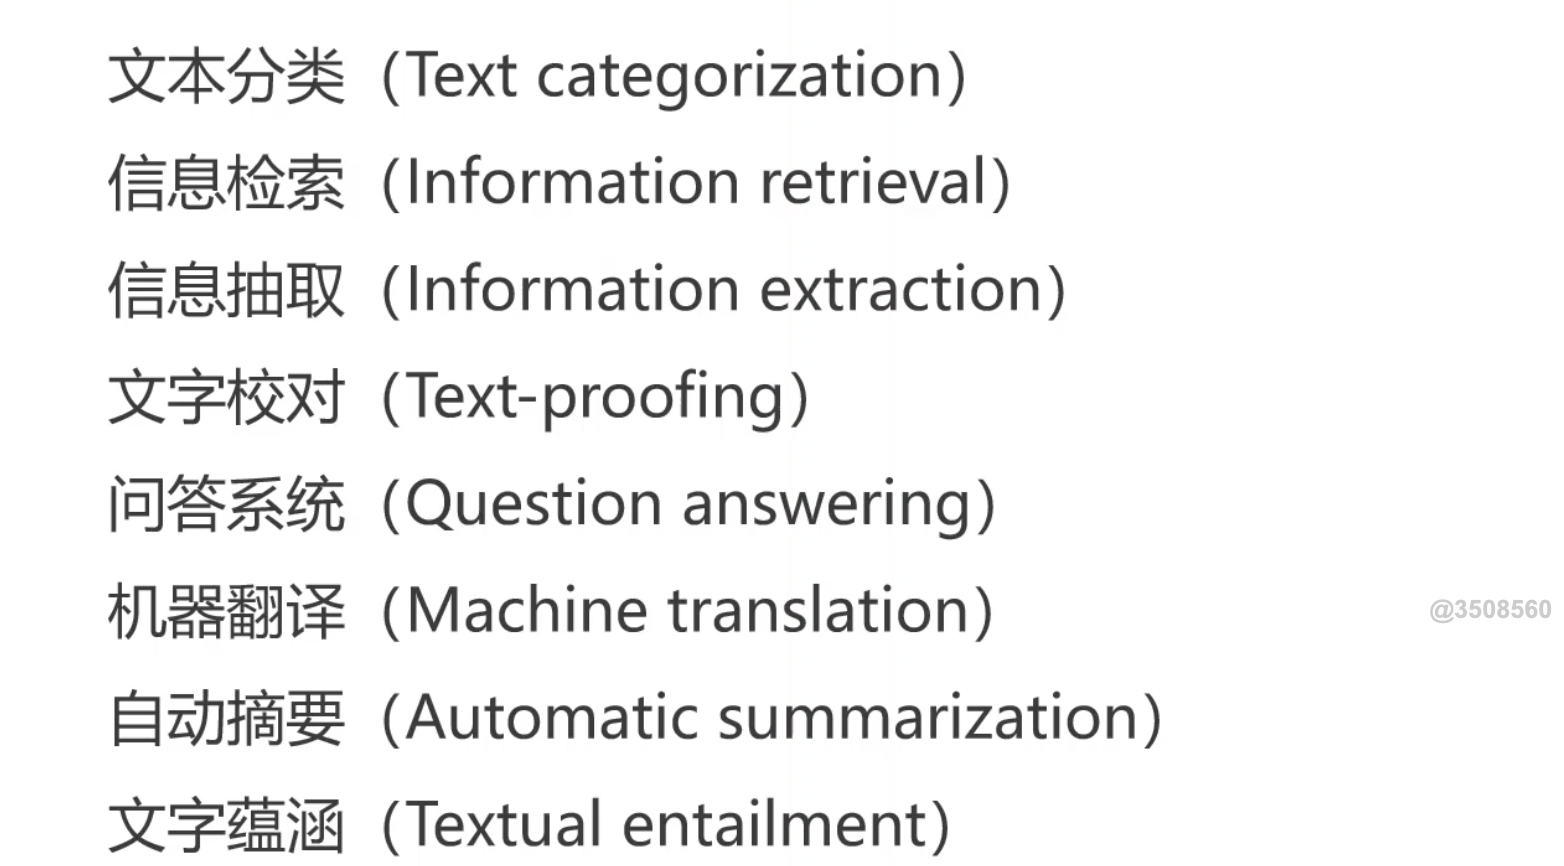 文本分类（Text categorization）
信息检索（Information retrieval）
信息抽取（Information extraction）
文字校对（Text-proofing）
问答系统（Question answering）
机器翻译（Machine translation）
@3508560
自动摘要（Automatic summarization）
文字蕴涵（Textual entailment）